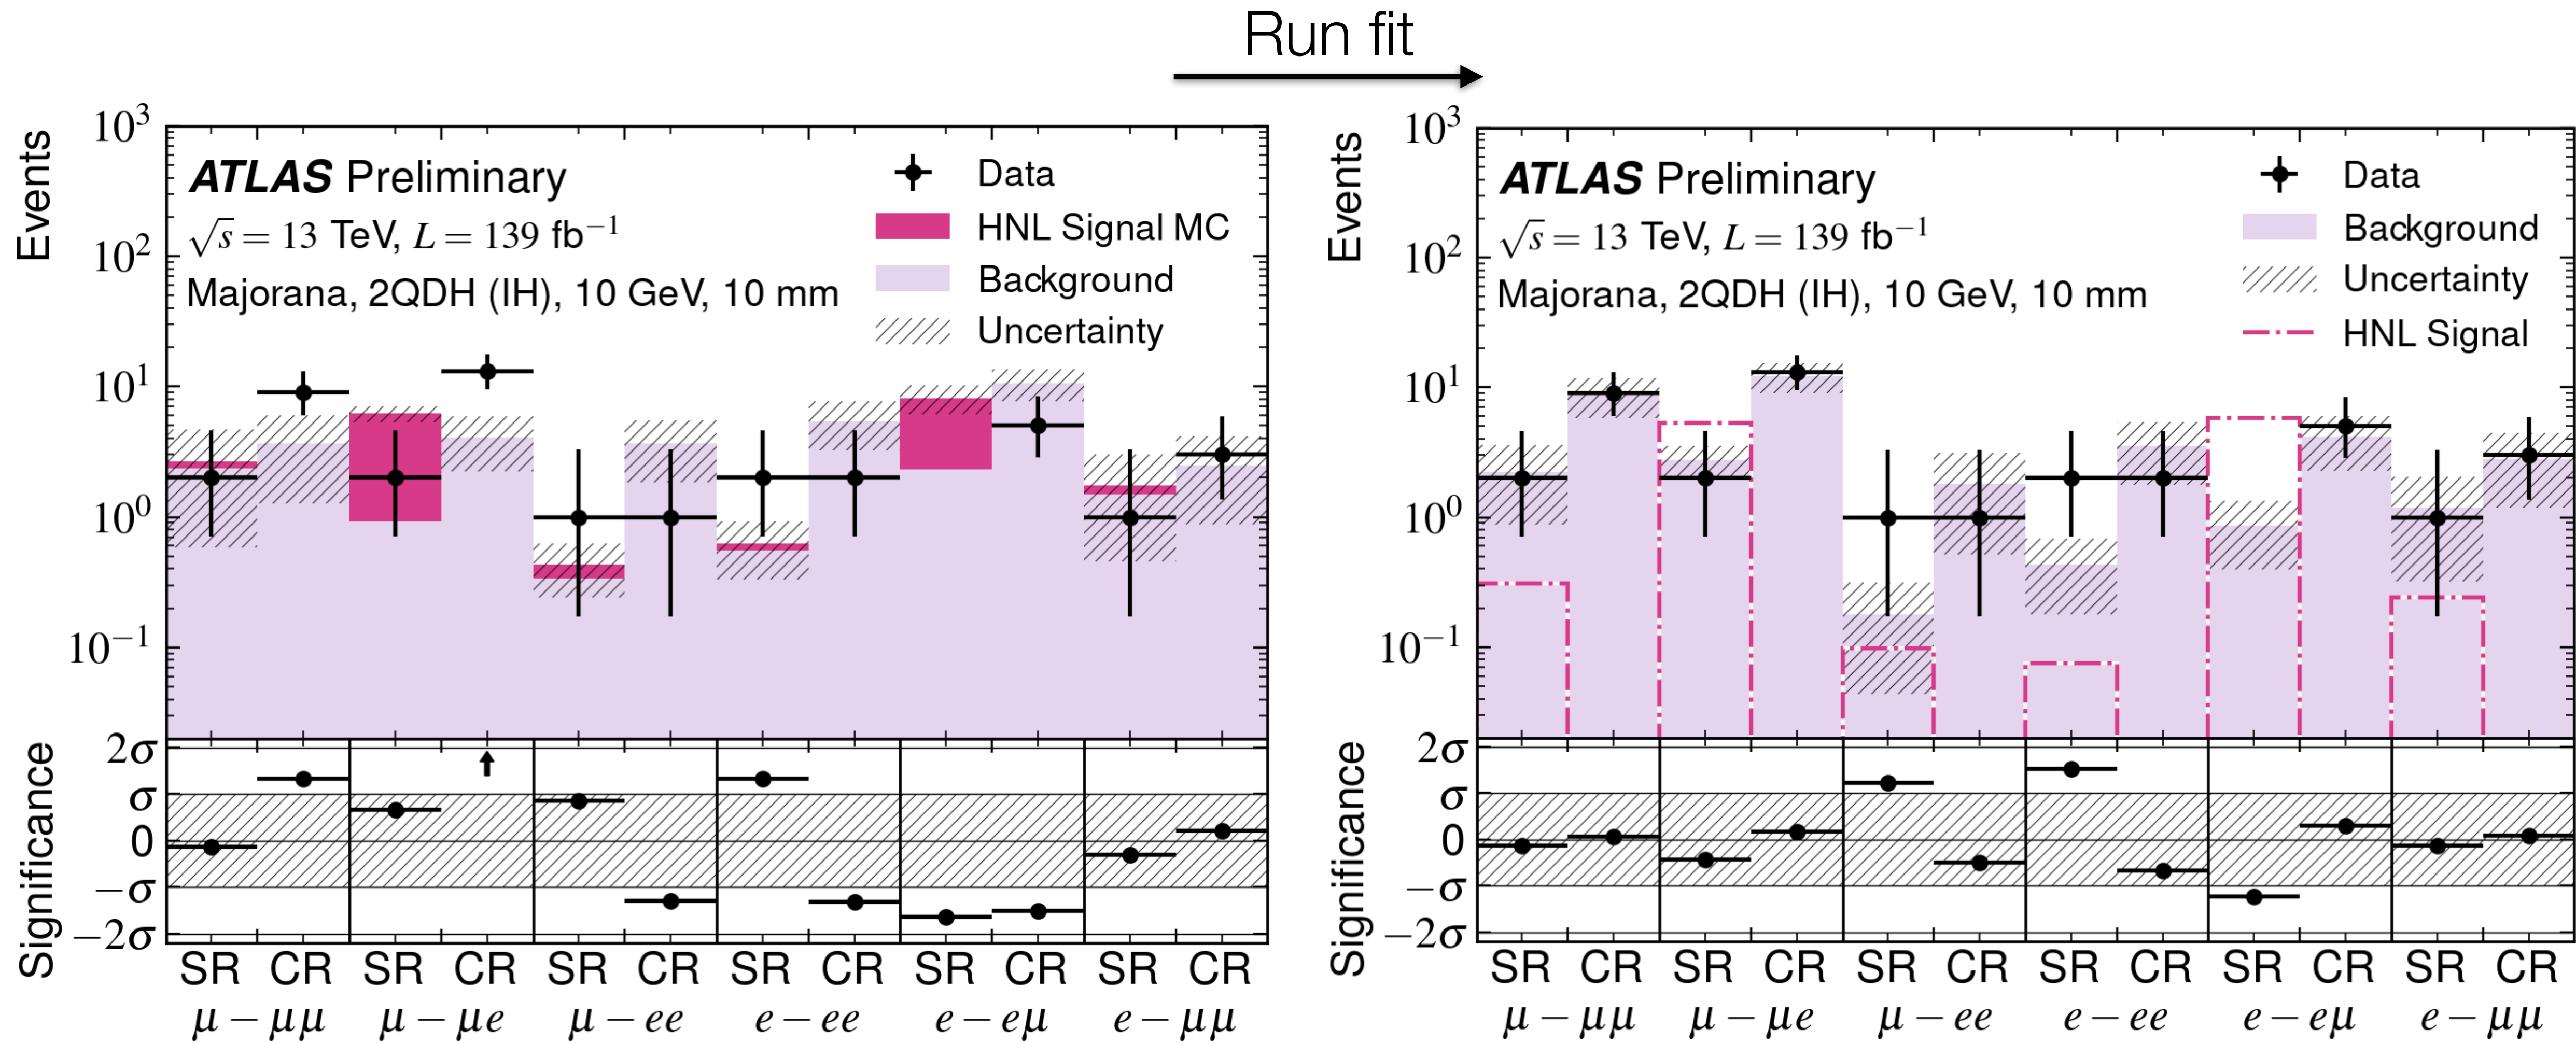 Run fit
Events
10³
10²
10¹
10⁰
10⁻¹
ATLAS Preliminary
√s = 13 TeV, L = 139 fb⁻¹
Majorana, 2QDH (IH), 10 GeV, 10 mm
Data
HNL Signal MC
Background
Uncertainty
Significance
2σ
σ
0
−σ
−2σ
SR CR SR CR SR CR SR CR SR CR SR CR
μ − μμ μ − μe μ − ee e − ee e − eμ e − μμ
Events
10³
10²
10¹
10⁰
10⁻¹
ATLAS Preliminary
√s = 13 TeV, L = 139 fb⁻¹
Majorana, 2QDH (IH), 10 GeV, 10 mm
Data
Background
Uncertainty
HNL Signal
Significance
2σ
σ
0
−σ
−2σ
SR CR SR CR SR CR SR CR SR CR SR CR
μ − μμ μ − μe μ − ee e − ee e − eμ e − μμ